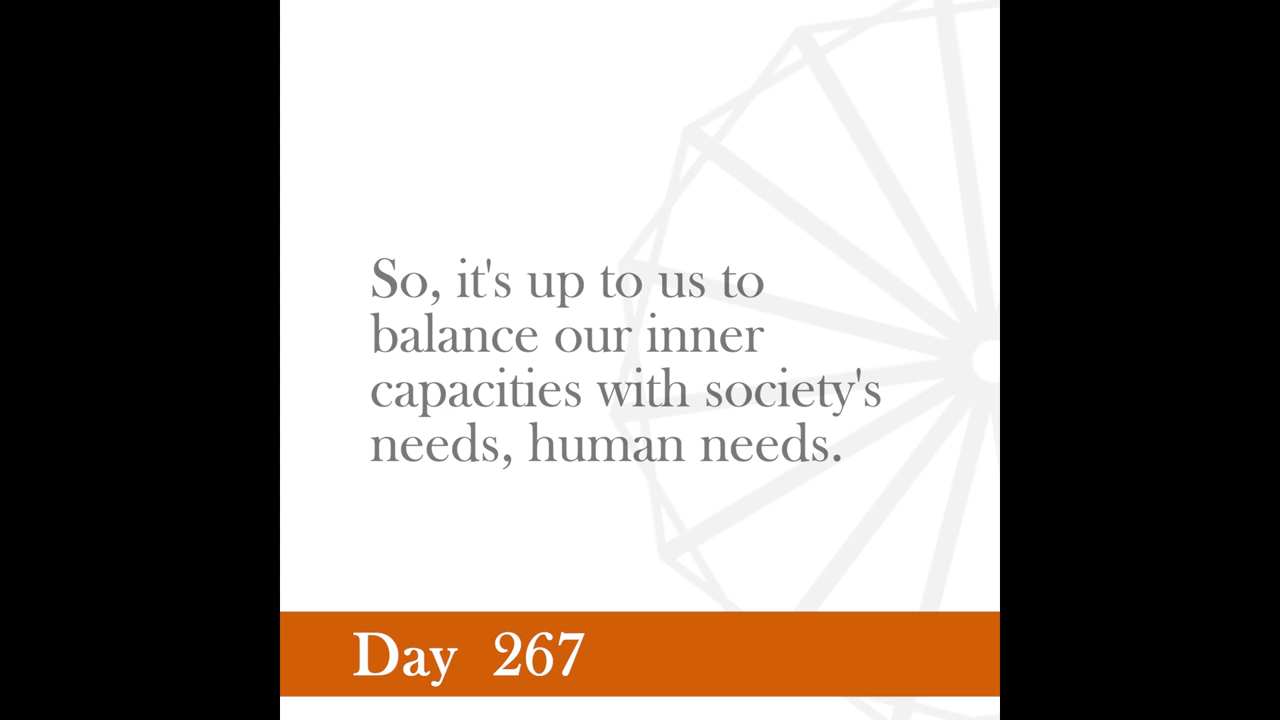 So, it's up to us to
balance our inner
capacities with society's
needs, human needs.
Day 267